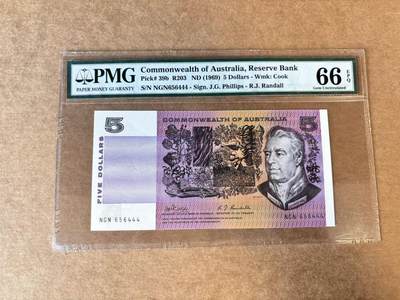 PMG
PAPER MONEY GUARANTY
Commonwealth of Australia, Reserve Bank
Pick# 39b R203 ND (1969) 5 Dollars - Wmk: Cook
S/N NGN656444 - Sign. J.G. Phillips - R.J. Randall
66 EPQ
Gem Uncirculated
5
COMMONWEALTH OF AUSTRALIA
FIVE DOLLARS
NGN 656444
NGN 656444